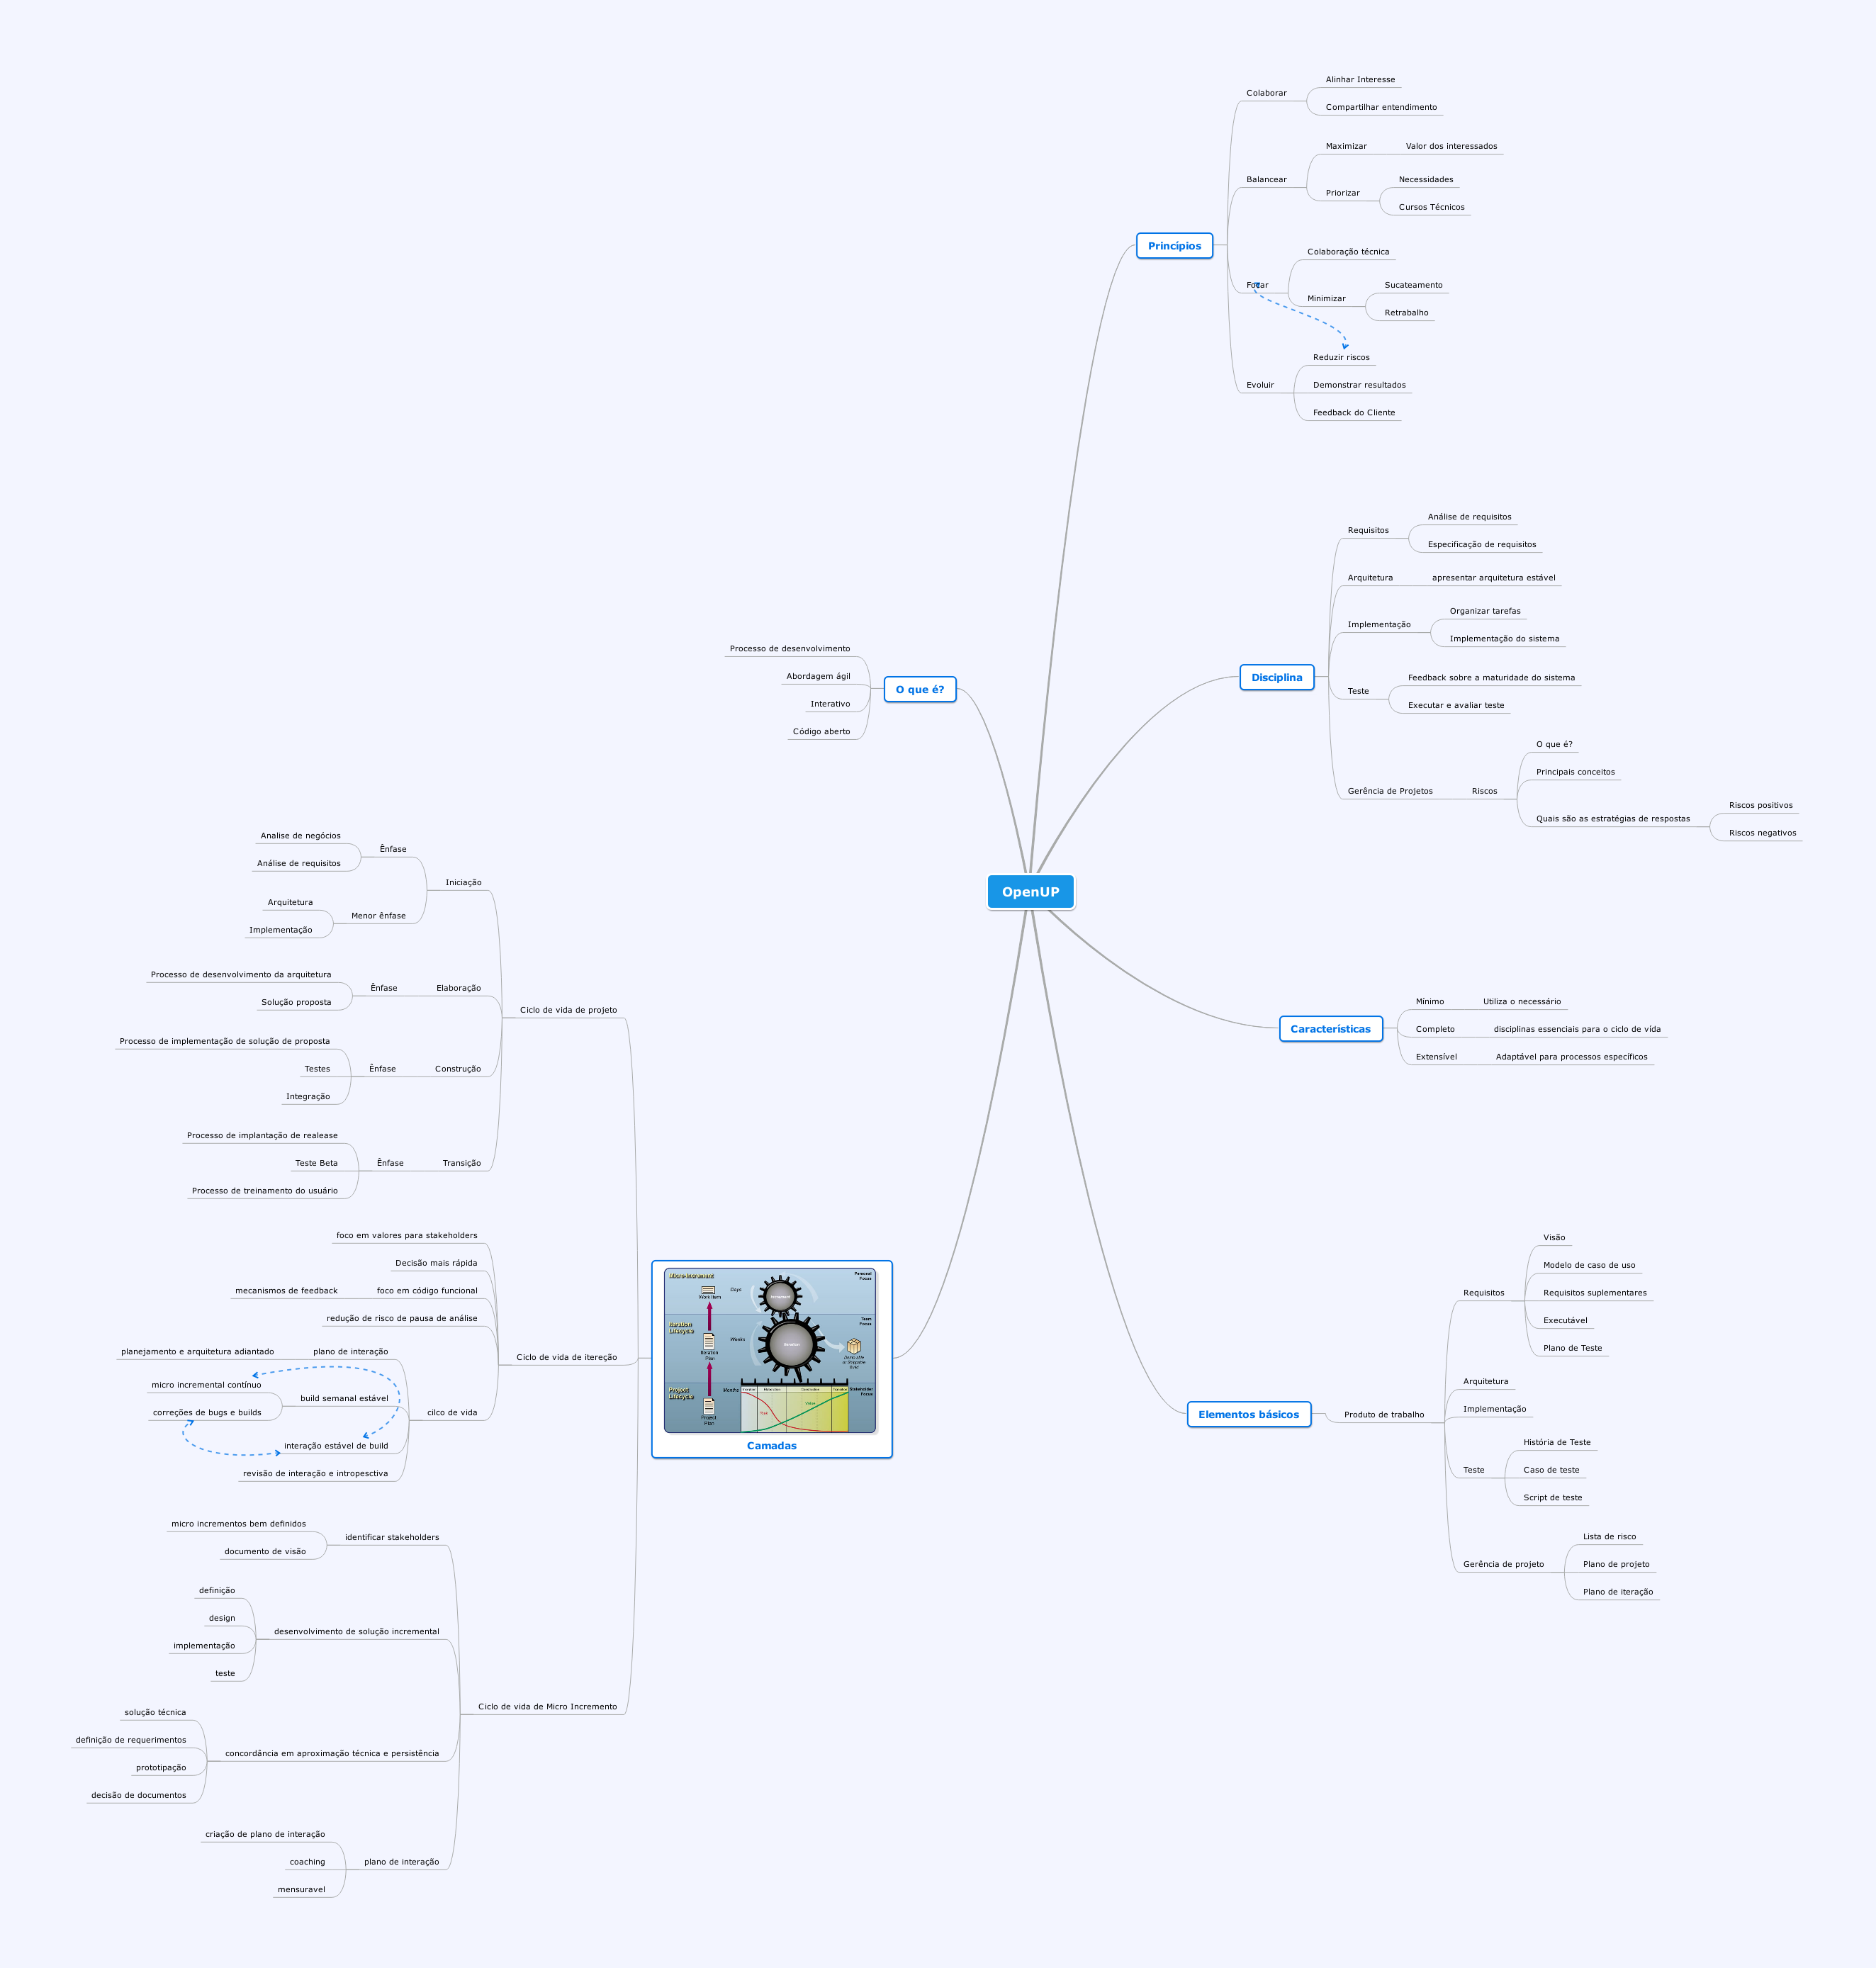 OpenUP
Princípios
Colaborar
Alinhar Interesse
Compartilhar entendimento
Balancear
Maximizar
Valor dos interessados
Priorizar
Necessidades
Cursos Técnicos
Focar
Colaboração técnica
Minimizar
Sucateamento
Retrabalho
Evoluir
Reduzir riscos
Demonstrar resultados
Feedback do Cliente
Disciplina
Requisitos
Análise de requisitos
Especificação de requisitos
Arquitetura
apresentar arquitetura estável
Implementação
Organizar tarefas
Implementação do sistema
Teste
Feedback sobre a maturidade do sistema
Executar e avaliar teste
Gerência de Projetos
Riscos
O que é?
Principais conceitos
Quais são as estratégias de respostas
Riscos positivos
Riscos negativos
Características
Mínimo
Utiliza o necessário
Completo
disciplinas essenciais para o ciclo de vída
Extensível
Adaptável para processos específicos
Elementos básicos
Produto de trabalho
Requisitos
Visão
Modelo de caso de uso
Requisitos suplementares
Executável
Plano de Teste
Arquitetura
Implementação
Teste
História de Teste
Caso de teste
Script de teste
Gerência de projeto
Lista de risco
Plano de projeto
Plano de iteração
O que é?
Processo de desenvolvimento
Abordagem ágil
Interativo
Código aberto
Camadas
Micro-Increment
Work Item
Days
Personal
Focus
Iteration
Lifecycle
Iteration
Plan
Weeks
Team
Focus
Project
Lifecycle
Project
Plan
Months
Stakeholder
Focus
Ciclo de vida de projeto
Iniciação
Ênfase
Analise de negócios
Análise de requisitos
Menor ênfase
Arquitetura
Implementação
Elaboração
Ênfase
Processo de desenvolvimento da arquitetura
Solução proposta
Construção
Ênfase
Processo de implementação de solução de proposta
Testes
Integração
Transição
Ênfase
Processo de implantação de realease
Teste Beta
Processo de treinamento do usuário
Ciclo de vida de itereção
foco em valores para stakeholders
Decisão mais rápida
foco em código funcional
mecanismos de feedback
redução de risco de pausa de análise
cilco de vida
plano de interação
planejamento e arquitetura adiantado
build semanal estável
micro incremental contínuo
correções de bugs e builds
interação estável de build
revisão de interação e intropesctiva
Ciclo de vida de Micro Incremento
identificar stakeholders
micro incrementos bem definidos
documento de visão
desenvolvimento de solução incremental
definição
design
implementação
teste
concordância em aproximação técnica e persistência
solução técnica
definição de requerimentos
prototipação
decisão de documentos
plano de interação
criação de plano de interação
coaching
mensuravel